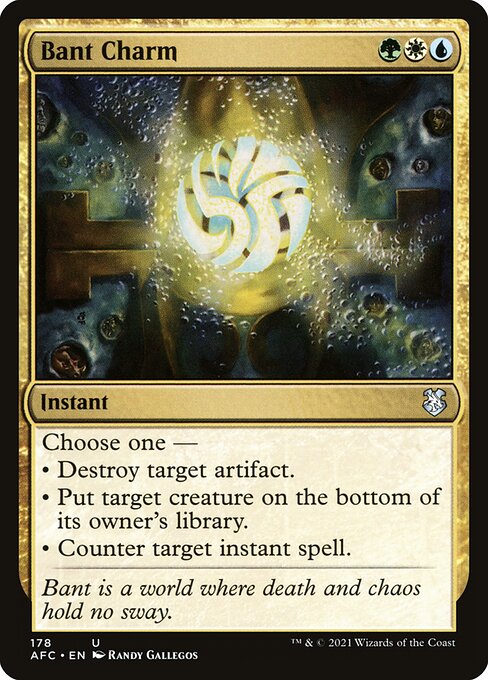 Bant Charm
Instant
Choose one —
• Destroy target artifact.
• Put target creature on the bottom of
its owner's library.
• Counter target instant spell.
Bant is a world where death and chaos
hold no sway.
178 U
AFC • EN Randy Gallegos
™ & © 2021 Wizards of the Coast